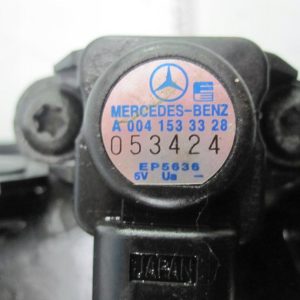 MERCEDES-BENZ
A 004 153 33 28
053424
EP5636
5V Ua -
JAPAN